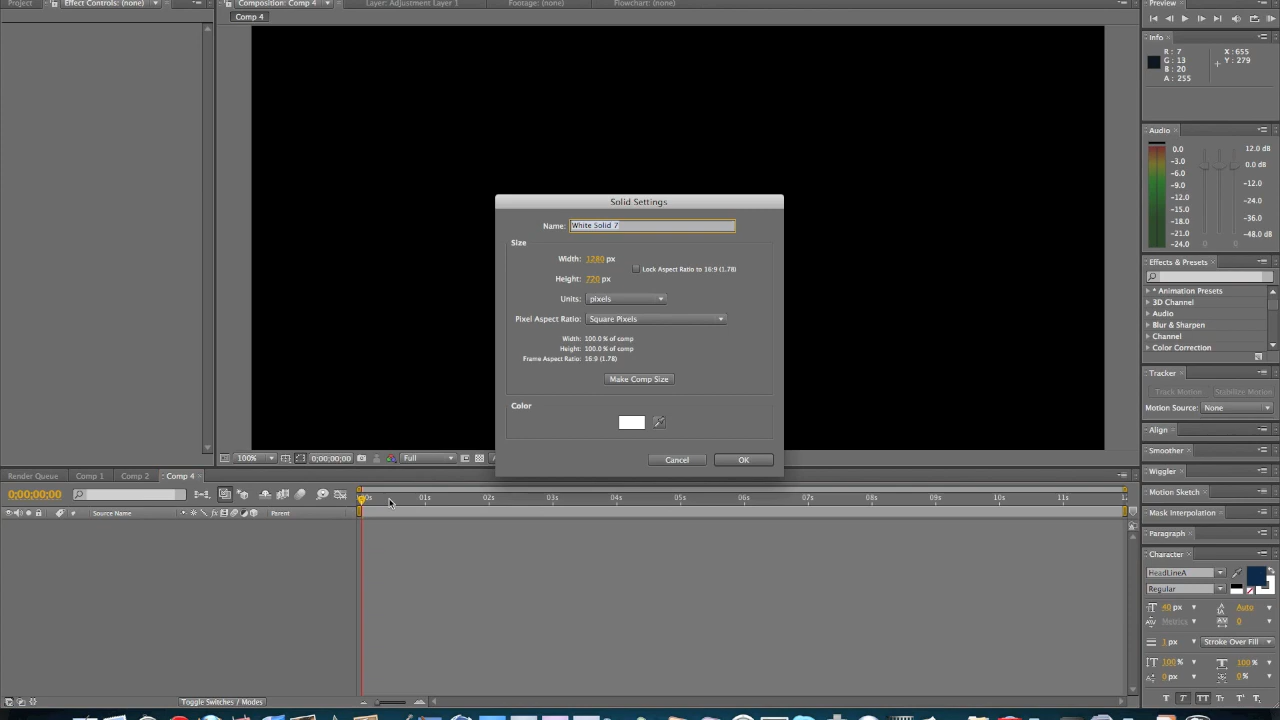 Project Effect Controls: (none) Composition: Comp 4 Layer: Adjustment Layer 1 Footage: (none) Flowchart: (none) Preview
Comp 4
Info
R : 7 X : 655
G : 13 Y : 279
B : 20
A : 255
Audio
0.0 12.0 dB
-3.0 0.0 dB
-6.0
-9.0 -12.0
-12.0
-15.0 -24.0
-18.0 -36.0
-21.0
-24.0 -48.0 dB
0 0
Solid Settings
Name: White Solid 7
Size
Width: 1280 px
Lock Aspect Ratio to 16:9 (1.78)
Height: 720 px
Units: pixels
Pixel Aspect Ratio: Square Pixels
Width: 100.0 % of comp
Height: 100.0 % of comp
Frame Aspect Ratio: 16:9 (1.78)
Make Comp Size
Color
Cancel OK
Effects & Presets
* Animation Presets
3D Channel
Audio
Blur & Sharpen
Channel
Color Correction
Tracker
Track Motion Stabilize Motion
Motion Source: None
Align
Smoother
Wiggler
Motion Sketch
Mask Interpolation
Paragraph
Character
HeadLineA
Regular
40 px Auto
Metrics 0
1 px Stroke Over Fill
100 % 100 %
0 px 0 %
T T TT Tт T¹ T₁
100% 0;00;00;00 Full
Render Queue Comp 1 Comp 2 Comp 4
0;00;00;00
0s 01s 02s 03s 04s 05s 06s 07s 08s 09s 10s 11s 12
# Source Name Parent
Toggle Switches / Modes